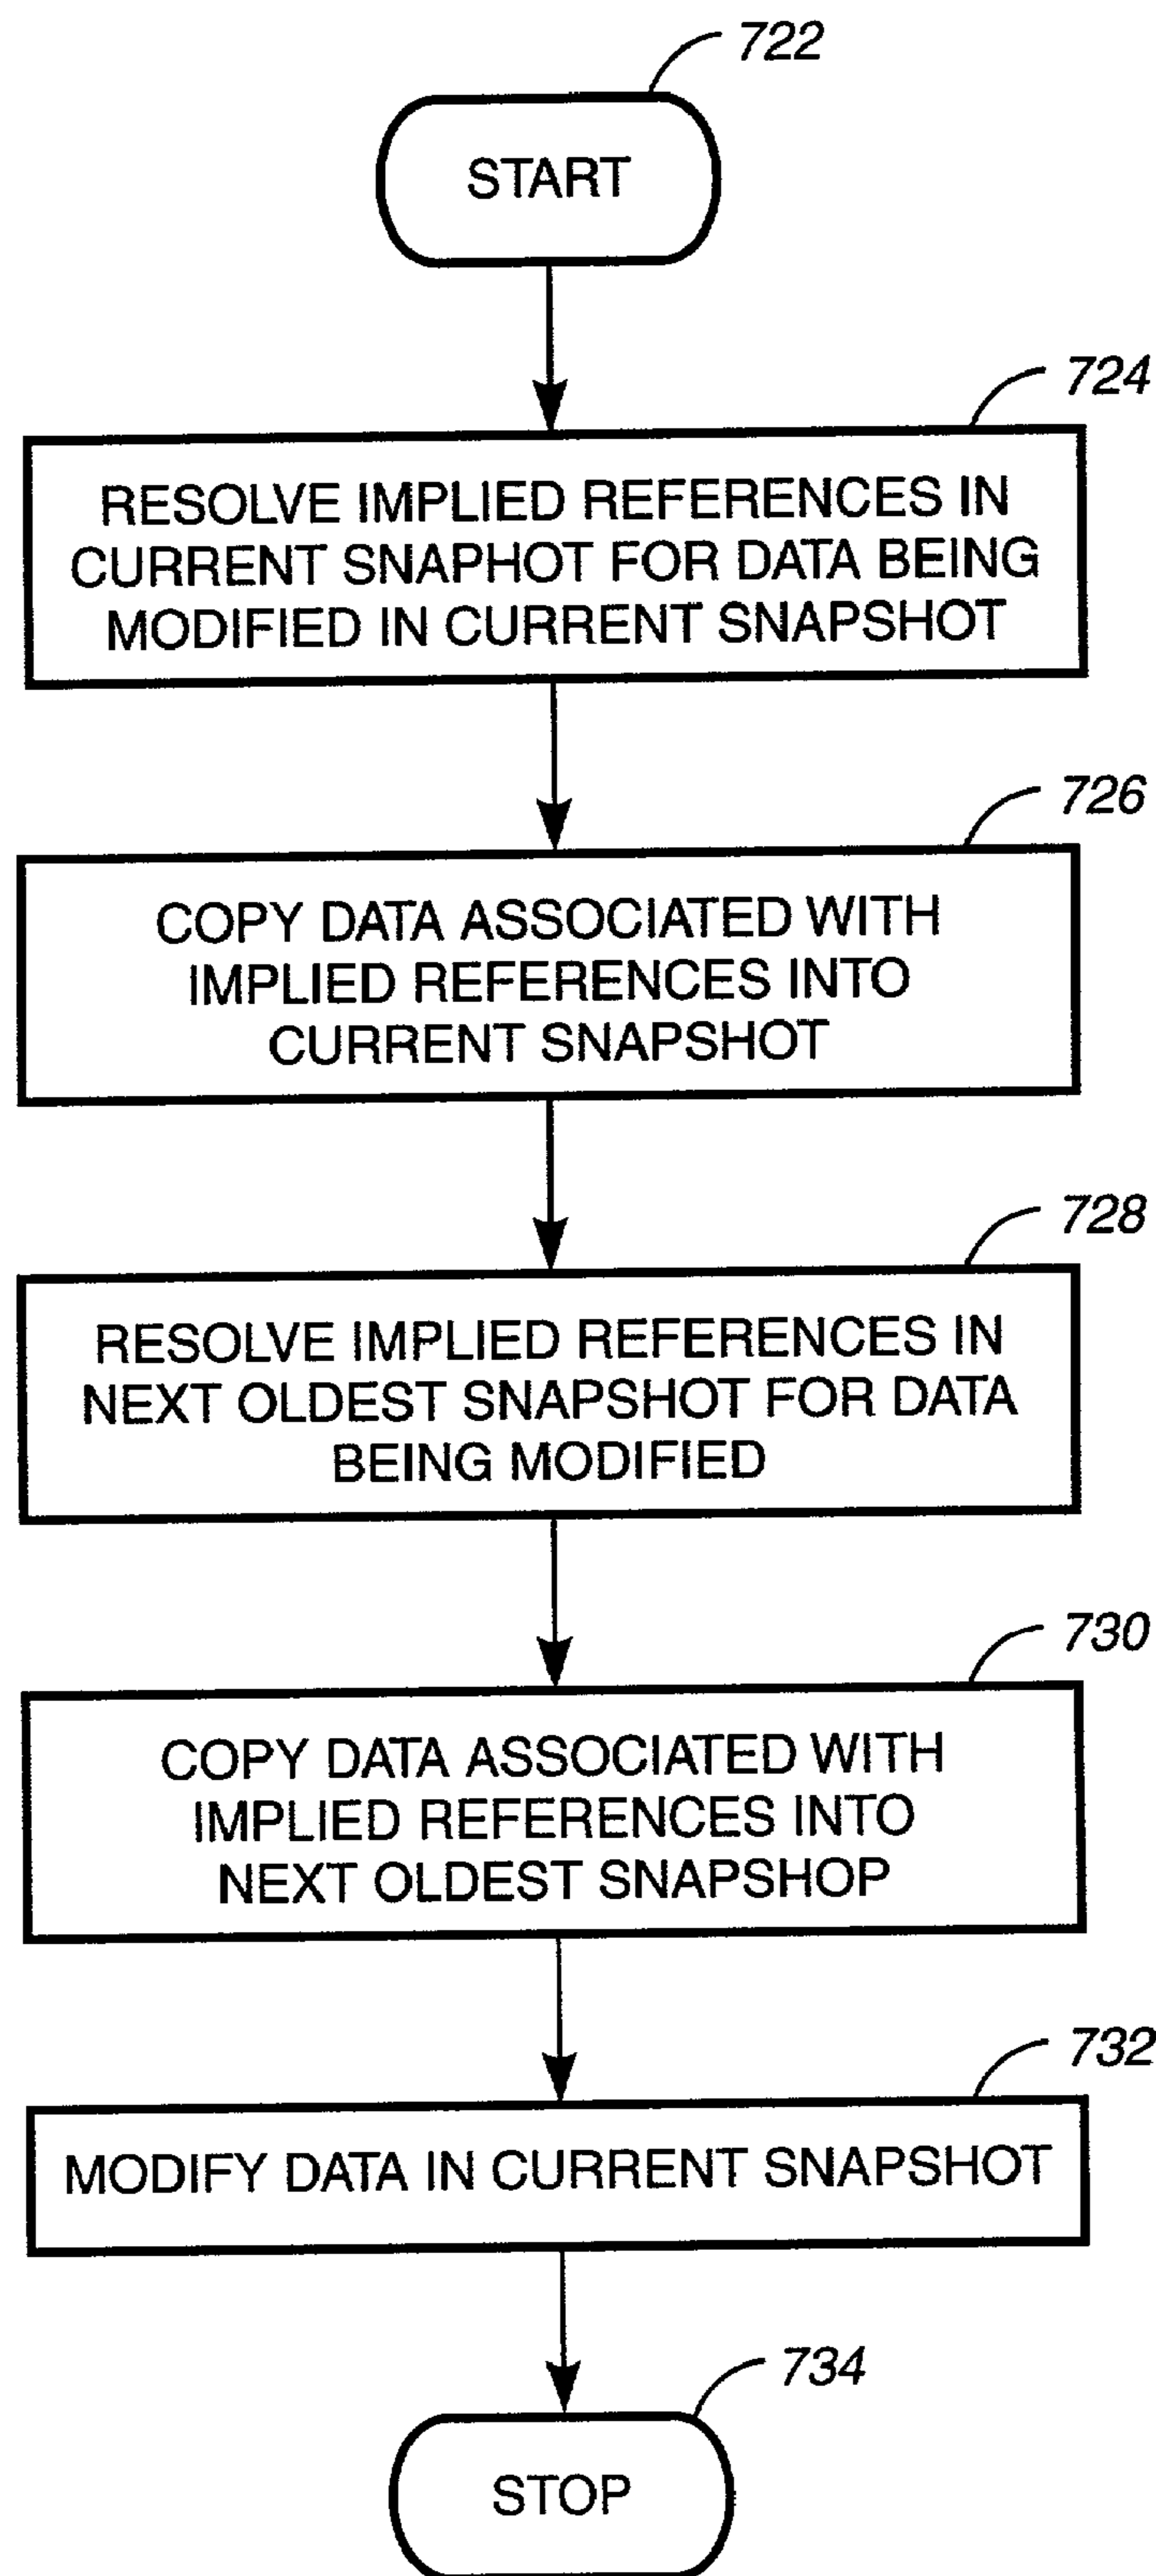 722
START
724
RESOLVE IMPLIED REFERENCES IN
CURRENT SNAPHOT FOR DATA BEING
MODIFIED IN CURRENT SNAPSHOT
726
COPY DATA ASSOCIATED WITH
IMPLIED REFERENCES INTO
CURRENT SNAPSHOT
728
RESOLVE IMPLIED REFERENCES IN
NEXT OLDEST SNAPSHOT FOR DATA
BEING MODIFIED
730
COPY DATA ASSOCIATED WITH
IMPLIED REFERENCES INTO
NEXT OLDEST SNAPSHOP
732
MODIFY DATA IN CURRENT SNAPSHOT
734
STOP